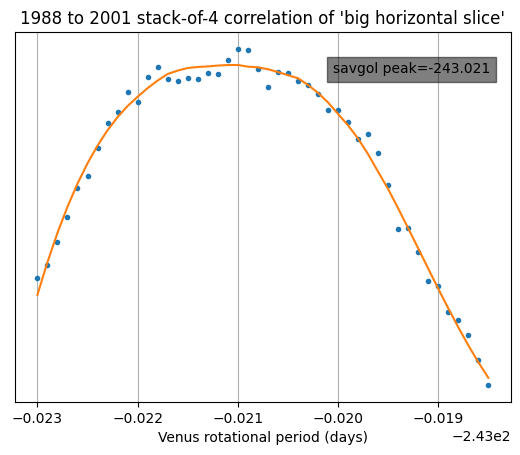 1988 to 2001 stack-of-4 correlation of 'big horizontal slice'
savgol peak=-243.021
−0.023 −0.022 −0.021 −0.020 −0.019
Venus rotational period (days)
−2.43e2